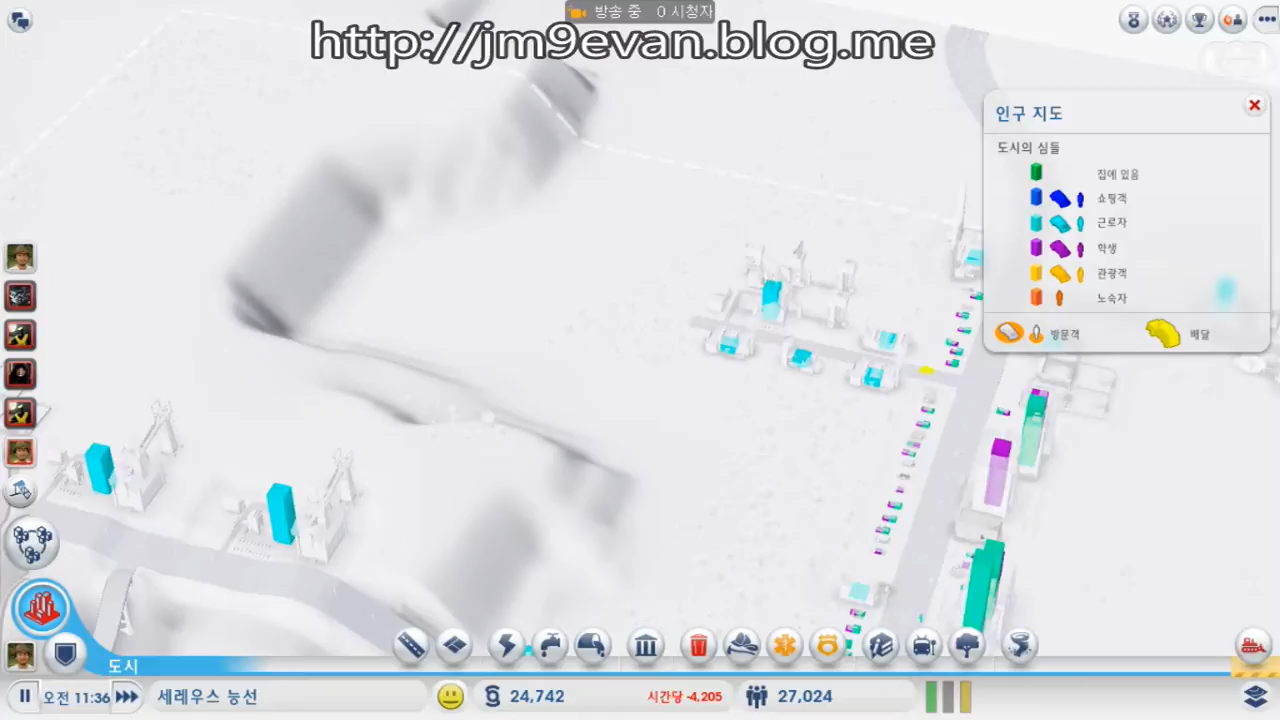 방송 중 0 시청자
http://jm9evan.blog.me
인구 지도
도시의 심들
집에 있음
쇼핑객
근로자
학생
관광객
노숙자
방문객
배달
도시
오전 11:36
세레우스 능선
24,742
시간당 -4,205
27,024